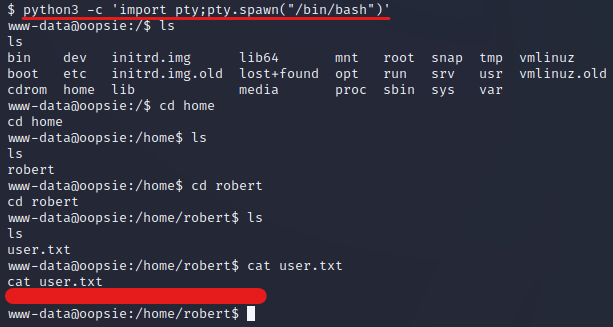 $ python3 -c 'import pty;pty.spawn("/bin/bash")'
www-data@oopsie:/$ ls
ls
bin    dev   initrd.img      lib64       mnt   root  snap  tmp  vmlinuz
boot   etc   initrd.img.old  lost+found  opt   run   srv   usr  vmlinuz.old
cdrom  home  lib             media       proc  sbin  sys   var
www-data@oopsie:/$ cd home
cd home
www-data@oopsie:/home$ ls
ls
robert
www-data@oopsie:/home$ cd robert
cd robert
www-data@oopsie:/home/robert$ ls
ls
user.txt
www-data@oopsie:/home/robert$ cat user.txt
cat user.txt
www-data@oopsie:/home/robert$